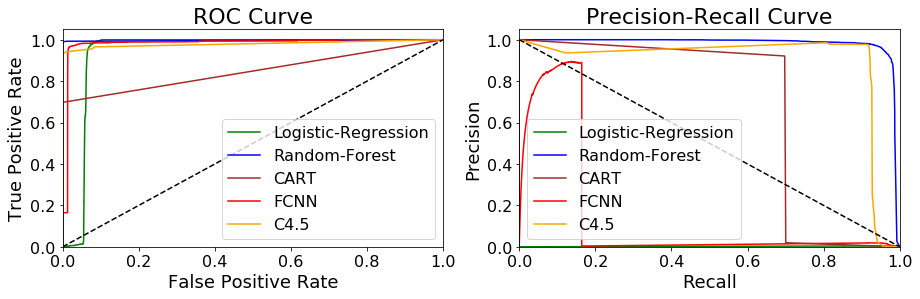 ROC Curve
True Positive Rate
1.0
0.8
0.6
0.4
0.2
0.0
Logistic-Regression
Random-Forest
CART
FCNN
C4.5
0.0 0.2 0.4 0.6 0.8 1.0
False Positive Rate
Precision-Recall Curve
Precision
1.0
0.8
0.6
0.4
0.2
0.0
Logistic-Regression
Random-Forest
CART
FCNN
C4.5
0.0 0.2 0.4 0.6 0.8 1.0
Recall